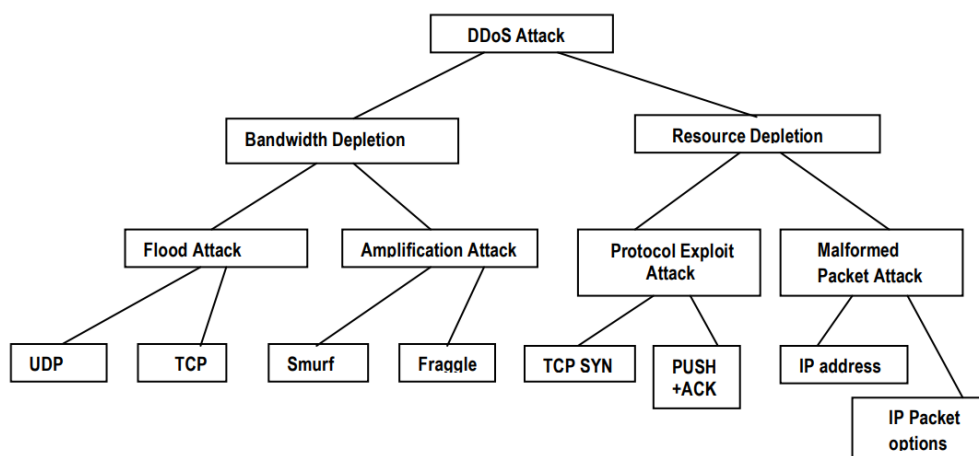 DDoS Attack
Bandwidth Depletion
Resource Depletion
Flood Attack
Amplification Attack
Protocol Exploit
Attack
Malformed
Packet Attack
UDP
TCP
Smurf
Fraggle
TCP SYN
PUSH
+ACK
IP address
IP Packet
options